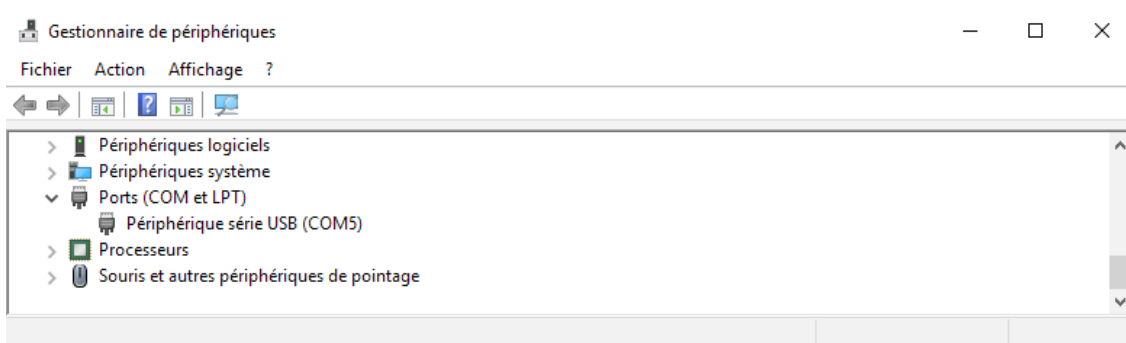 Gestionnaire de périphériques
Fichier Action Affichage ?
Périphériques logiciels
Périphériques système
Ports (COM et LPT)
Périphérique série USB (COM5)
Processeurs
Souris et autres périphériques de pointage